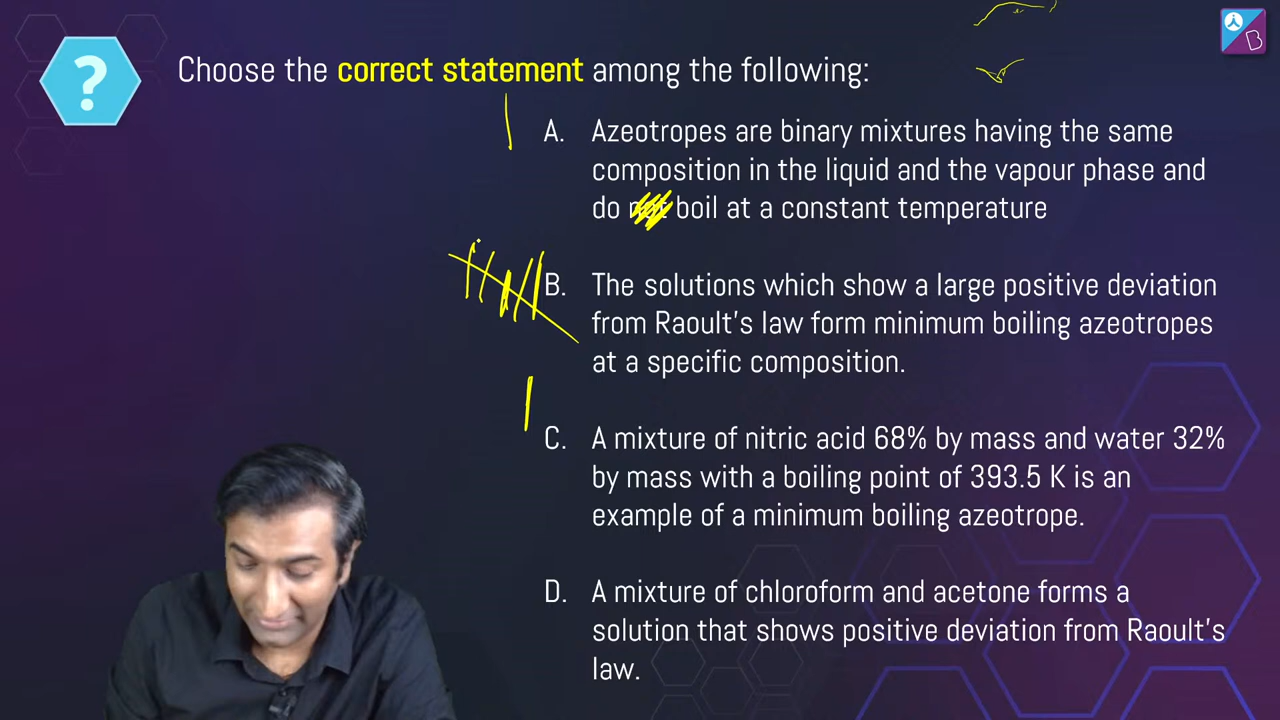 Choose the correct statement among the following:
A. Azeotropes are binary mixtures having the same
composition in the liquid and the vapour phase and
do boil at a constant temperature
B. The solutions which show a large positive deviation
from Raoult's law form minimum boiling azeotropes
at a specific composition.
C. A mixture of nitric acid 68% by mass and water 32%
by mass with a boiling point of 393.5 K is an
example of a minimum boiling azeotrope.
D. A mixture of chloroform and acetone forms a
solution that shows positive deviation from Raoult's
law.
?
B